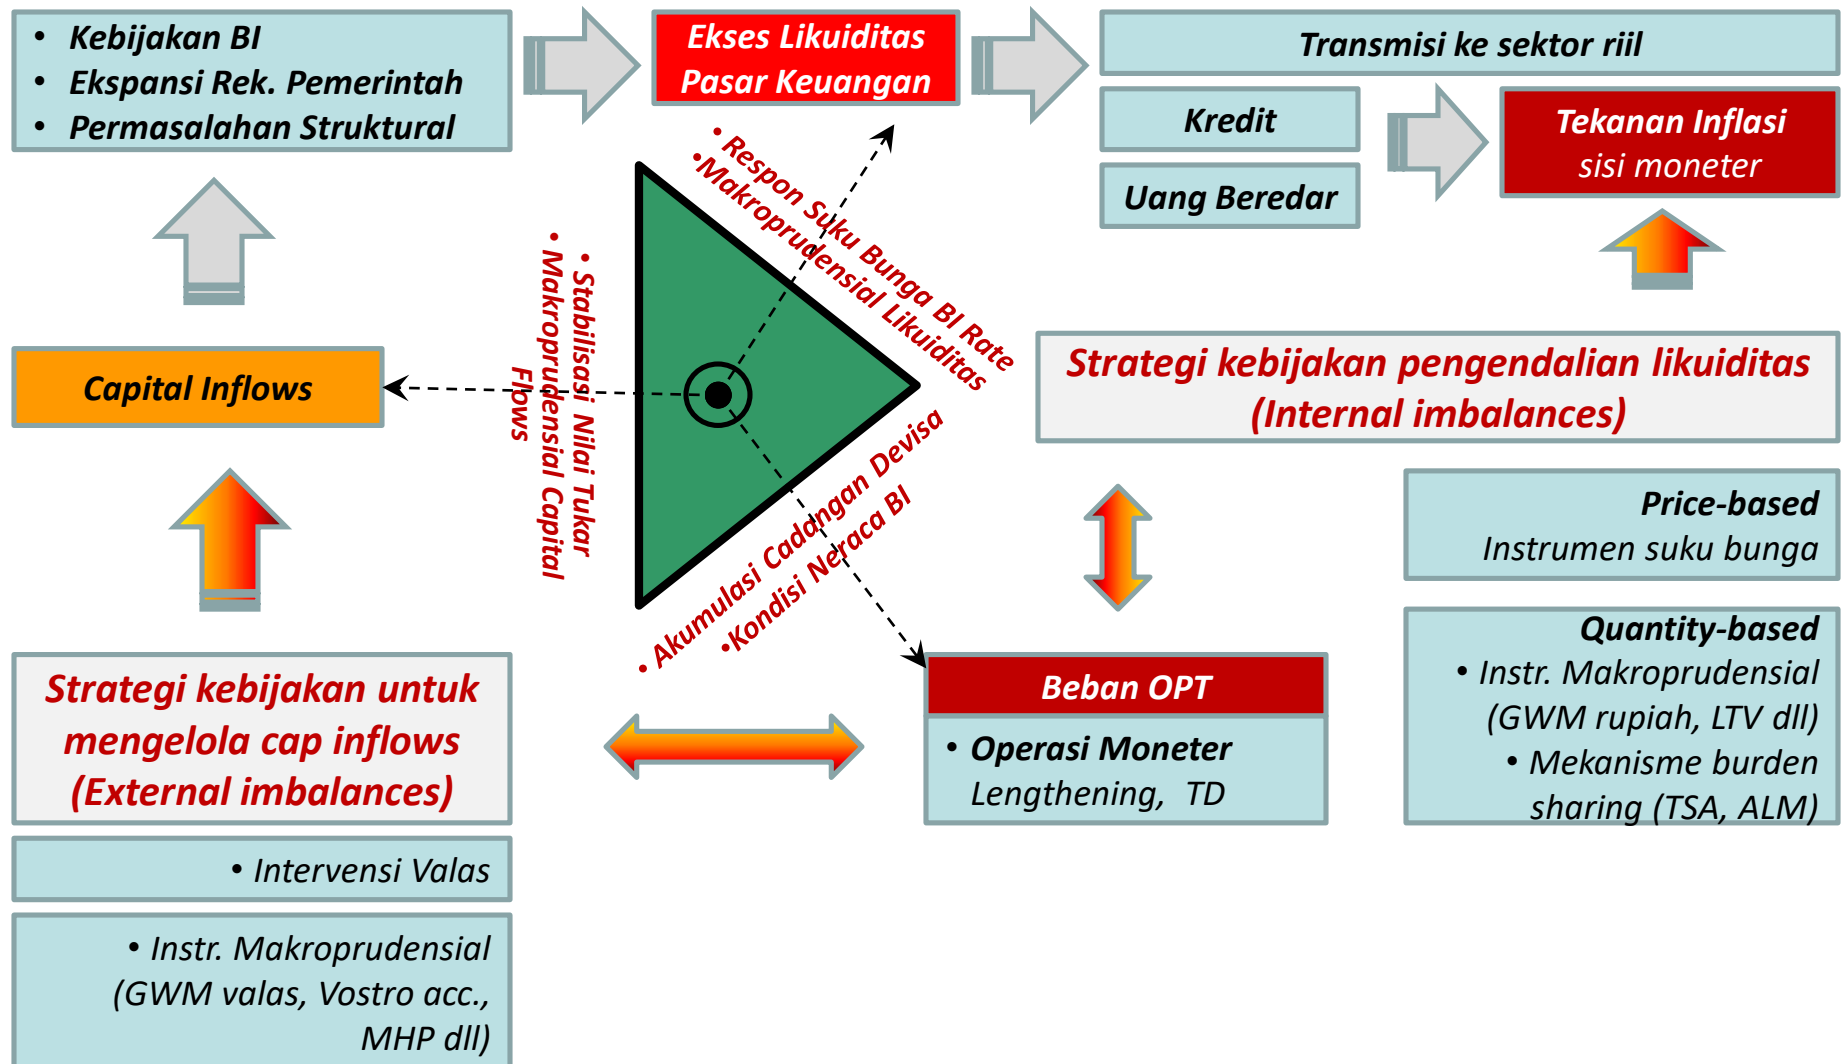 • Kebijakan BI
• Ekspansi Rek. Pemerintah
• Permasalahan Struktural
Ekses Likuiditas
Pasar Keuangan
Transmisi ke sektor riil
Kredit
Uang Beredar
Tekanan Inflasi
sisi moneter
• Respon Suku Bunga BI Rate
•Makroprudensial Likuiditas
• Stabilisasi Nilai Tukar
• Makroprudensial Capital
Flows
Capital Inflows
Strategi kebijakan pengendalian likuiditas
(Internal imbalances)
• Akumulasi Cadangan Devisa
•Kondisi Neraca BI
Price-based
Instrumen suku bunga
Quantity-based
• Instr. Makroprudensial
(GWM rupiah, LTV dll)
• Mekanisme burden
sharing (TSA, ALM)
Beban OPT
• Operasi Moneter
Lengthening, TD
Strategi kebijakan untuk
mengelola cap inflows
(External imbalances)
• Intervensi Valas
• Instr. Makroprudensial
(GWM valas, Vostro acc.,
MHP dll)